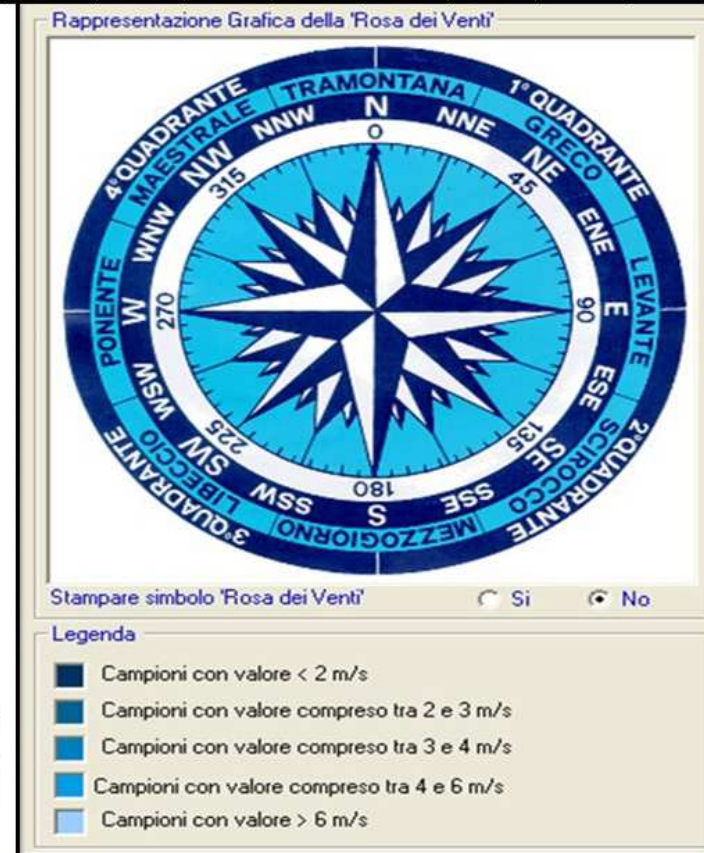 Rappresentazione Grafica della 'Rosa dei Venti'
4°QUADRANTE
1°QUADRANTE
MAESTRALE
TRAMONTANA
GRECO
NW
NNW
N
NNE
NE
315
0
45
WNW
ENE
PONENTE
W
270
90
E
LEVANTE
WSW
ESE
225
180
135
SW
SSW
S
SSE
SE
LIBECCIO
MEZZOGIORNO
SCIROCCO
3°QUADRANTE
2°QUADRANTE
Stampare simbolo 'Rosa dei Venti'
Si
No
Legenda
Campioni con valore < 2 m/s
Campioni con valore compreso tra 2 e 3 m/s
Campioni con valore compreso tra 3 e 4 m/s
Campioni con valore compreso tra 4 e 6 m/s
Campioni con valore > 6 m/s